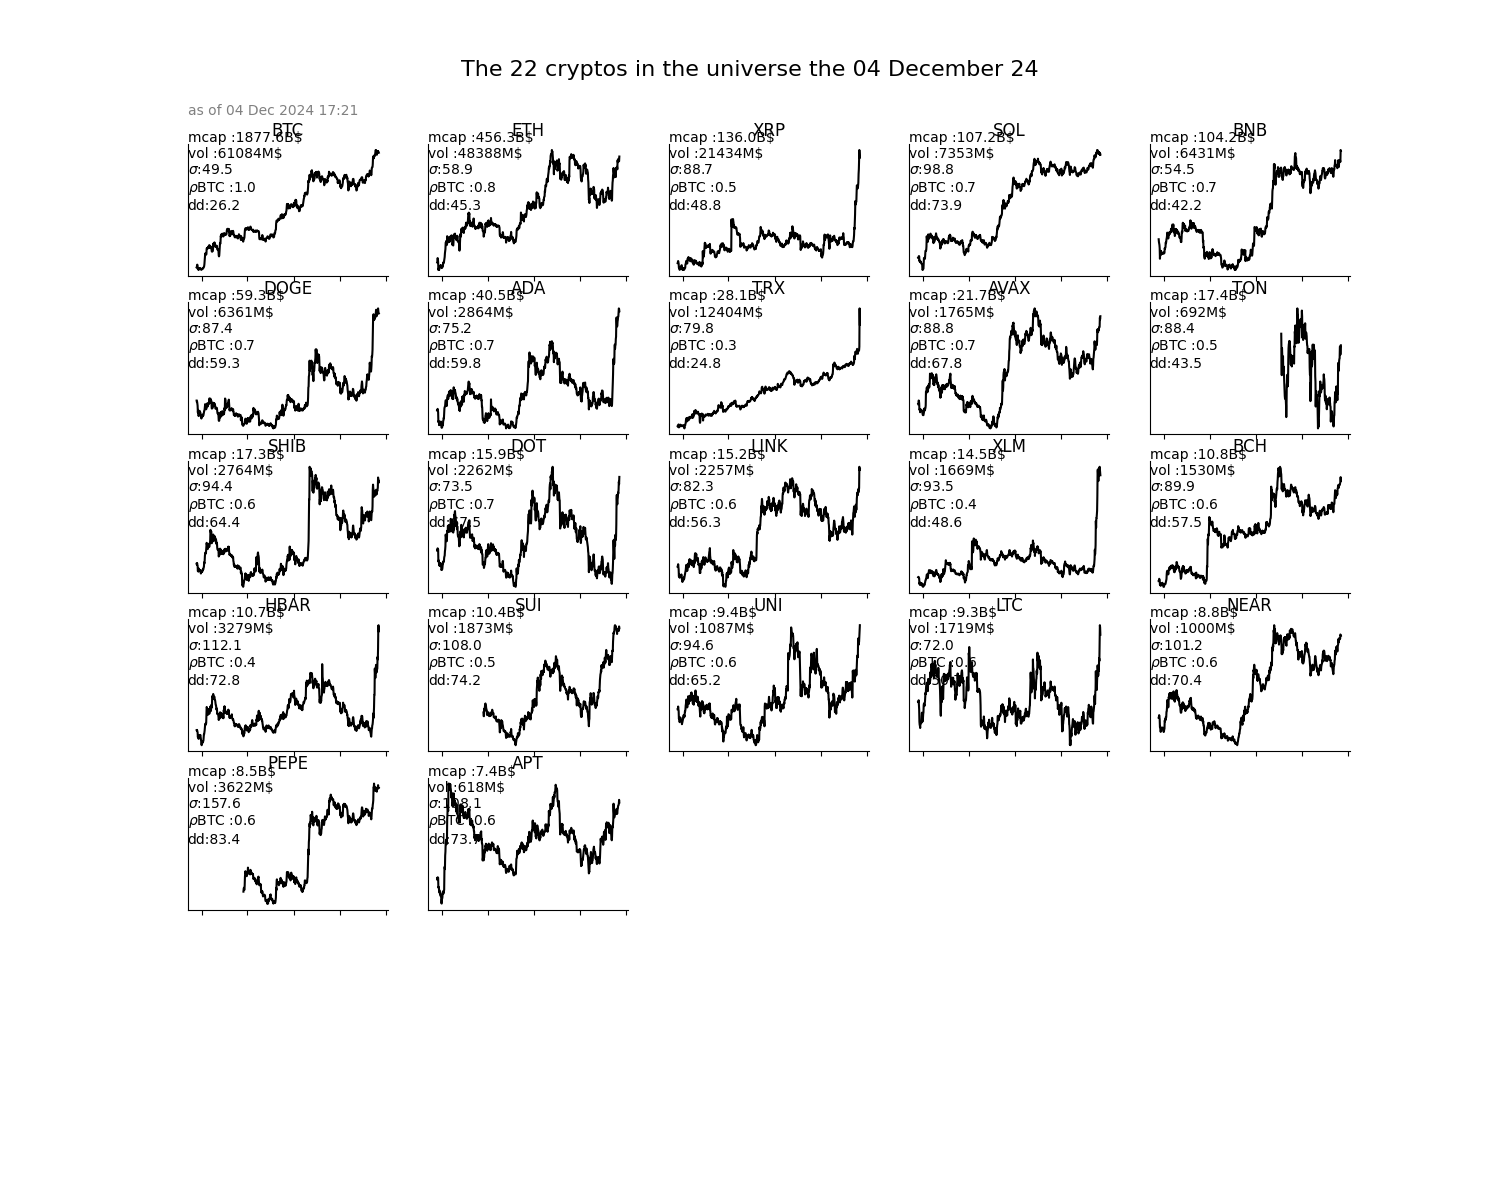 The 22 cryptos in the universe the 04 December 24
as of 04 Dec 2024 17:21
BTC
mcap :1877.6B$
vol :61084M$
σ:49.5
ρBTC :1.0
dd:26.2
ETH
mcap :456.3B$
vol :48388M$
σ:58.9
ρBTC :0.8
dd:45.3
XRP
mcap :136.0B$
vol :21434M$
σ:88.7
ρBTC :0.5
dd:48.8
SOL
mcap :107.2B$
vol :7353M$
σ:98.8
ρBTC :0.7
dd:73.9
BNB
mcap :104.2B$
vol :6431M$
σ:54.5
ρBTC :0.7
dd:42.2
DOGE
mcap :59.3B$
vol :6361M$
σ:87.4
ρBTC :0.7
dd:59.3
ADA
mcap :40.5B$
vol :2864M$
σ:75.2
ρBTC :0.7
dd:59.8
TRX
mcap :28.1B$
vol :12404M$
σ:79.8
ρBTC :0.3
dd:24.8
AVAX
mcap :21.7B$
vol :1765M$
σ:88.8
ρBTC :0.7
dd:67.8
TON
mcap :17.4B$
vol :692M$
σ:88.4
ρBTC :0.5
dd:43.5
SHIB
mcap :17.3B$
vol :2764M$
σ:94.4
ρBTC :0.6
dd:64.4
DOT
mcap :15.9B$
vol :2262M$
σ:73.5
ρBTC :0.7
LINK
mcap :15.2B$
vol :2257M$
σ:82.3
ρBTC :0.6
dd:56.3
XLM
mcap :14.5B$
vol :1669M$
σ:93.5
ρBTC :0.4
dd:48.6
BCH
mcap :10.8B$
vol :1530M$
σ:89.9
ρBTC :0.6
dd:57.5
HBAR
mcap :10.7B$
vol :3279M$
σ:112.1
ρBTC :0.4
dd:72.8
SUI
mcap :10.4B$
vol :1873M$
σ:108.0
ρBTC :0.5
dd:74.2
UNI
mcap :9.4B$
vol :1087M$
σ:94.6
ρBTC :0.6
dd:65.2
LTC
mcap :9.3B$
vol :1719M$
σ:72.0
ρBTC :0.6
NEAR
mcap :8.8B$
vol :1000M$
σ:101.2
ρBTC :0.6
dd:70.4
PEPE
mcap :8.5B$
vol :3622M$
σ:157.6
ρBTC :0.6
dd:83.4
APT
mcap :7.4B$
vol :618M$
σ:108.1
ρBTC :0.6